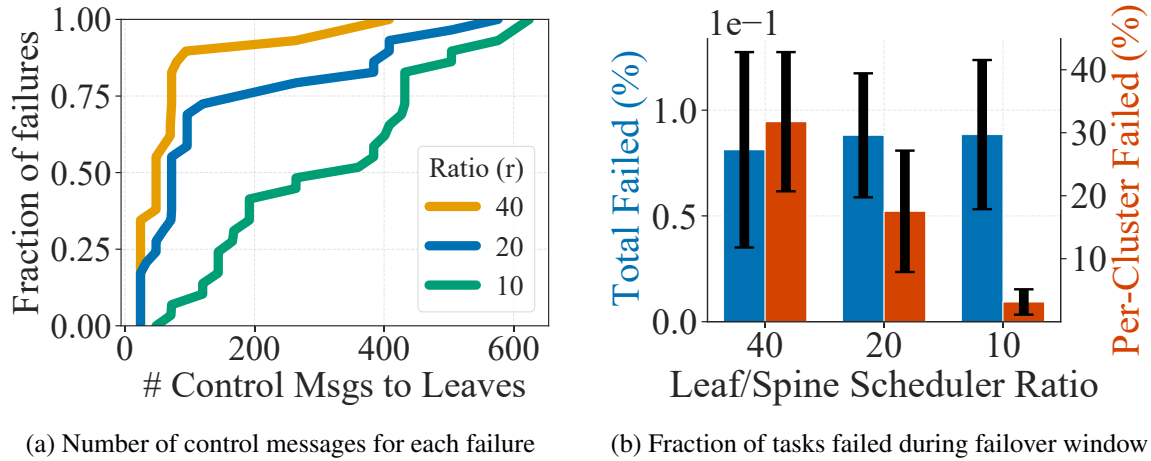 1.00
0.75
0.50
0.25
0.00
Fraction of failures
0
200
400
600
# Control Msgs to Leaves
Ratio (r)
40
20
10
(a) Number of control messages for each failure
1e−1
1.0
0.5
0.0
Total Failed (%)
40
30
20
10
Per-Cluster Failed (%)
40
20
10
Leaf/Spine Scheduler Ratio
(b) Fraction of tasks failed during failover window